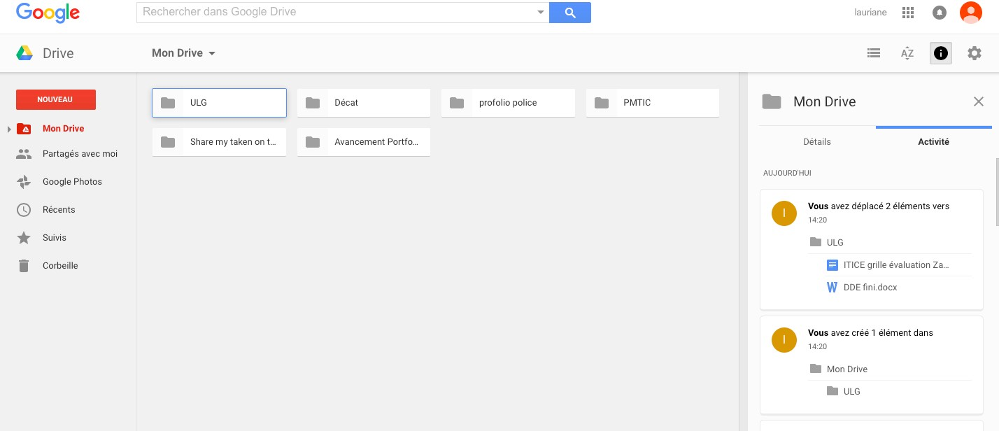 Google
Rechercher dans Google Drive
lauriane
Drive
Mon Drive
AZ
NOUVEAU
Mon Drive
Partagés avec moi
Google Photos
Récents
Suivis
Corbeille
ULG
Décat
profolio police
PMTIC
Share my taken on t...
Avancement Portfo...
Mon Drive
Détails
Activité
AUJOURD'HUI
I
Vous avez déplacé 2 éléments vers
14:20
ULG
ITICE grille évaluation Za...
W
DDE fini.docx
I
Vous avez créé 1 élément dans
14:20
Mon Drive
ULG